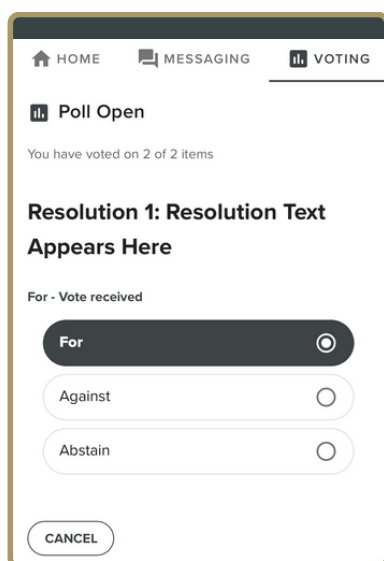 HOME MESSAGING VOTING
Poll Open
You have voted on 2 of 2 items
Resolution 1: Resolution Text
Appears Here
For - Vote received
For
Against
Abstain
CANCEL